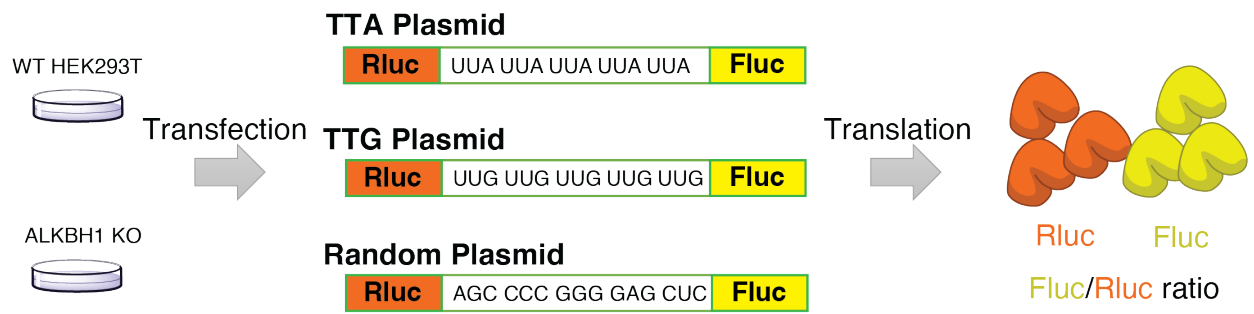 WT HEK293T
ALKBH1 KO
Transfection
TTA Plasmid
Rluc UUA UUA UUA UUA UUA Fluc
TTG Plasmid
Rluc UUG UUG UUG UUG UUG Fluc
Random Plasmid
Rluc AGC CCC GGG GAG CUC Fluc
Translation
Rluc Fluc
Fluc/Rluc ratio